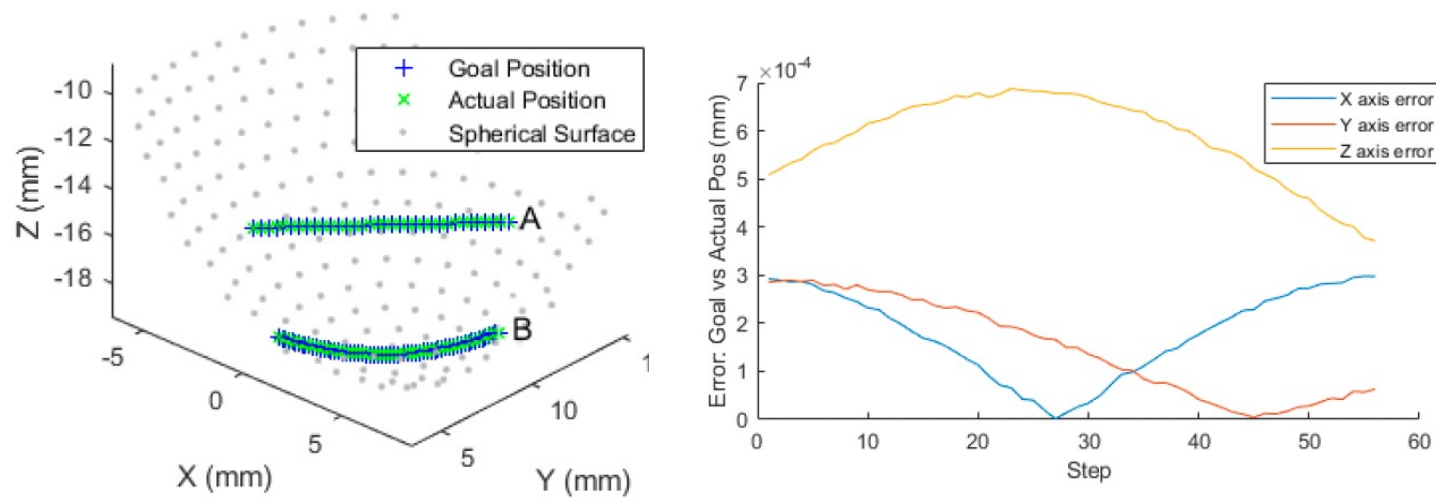 Goal Position
Actual Position
Spherical Surface
-10
-12
-14
-16
-18
Z (mm)
A
B
-5
0
5
X (mm)
5
10
1
Y (mm)
×10-4
7
6
5
4
3
2
1
0
Error: Goal vs Actual Pos (mm)
X axis error
Y axis error
Z axis error
0
10
20
30
40
50
60
Step